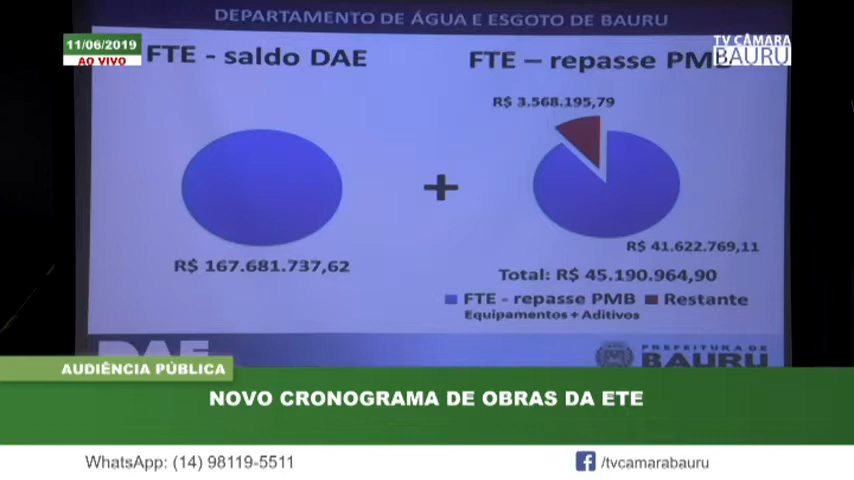 DEPARTAMENTO DE ÁGUA E ESGOTO DE BAURU
11/06/2019
AO VIVO
TV CÂMARA
BAURU
FTE - saldo DAE
FTE – repasse PMB
R$ 3.568.195,79
+
R$ 41.622.769,11
R$ 167.681.737,62
Total: R$ 45.190.964,90
FTE - repasse PMB Restante
Equipamentos + Aditivos
DAE
PREFEITURA DE
BAURU
AUDIÊNCIA PÚBLICA
NOVO CRONOGRAMA DE OBRAS DA ETE
WhatsApp: (14) 98119-5511
/tvcamarabauru